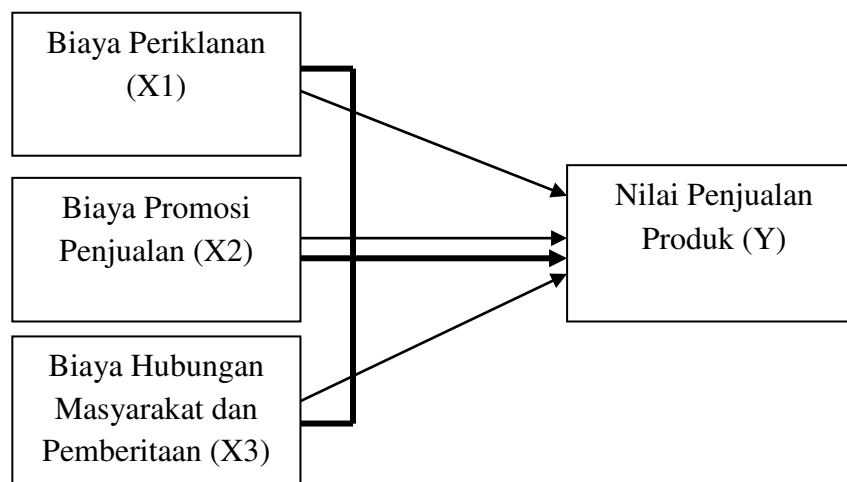 Biaya Periklanan
(X1)
Biaya Promosi
Penjualan (X2)
Biaya Hubungan
Masyarakat dan
Pemberitaan (X3)
Nilai Penjualan
Produk (Y)